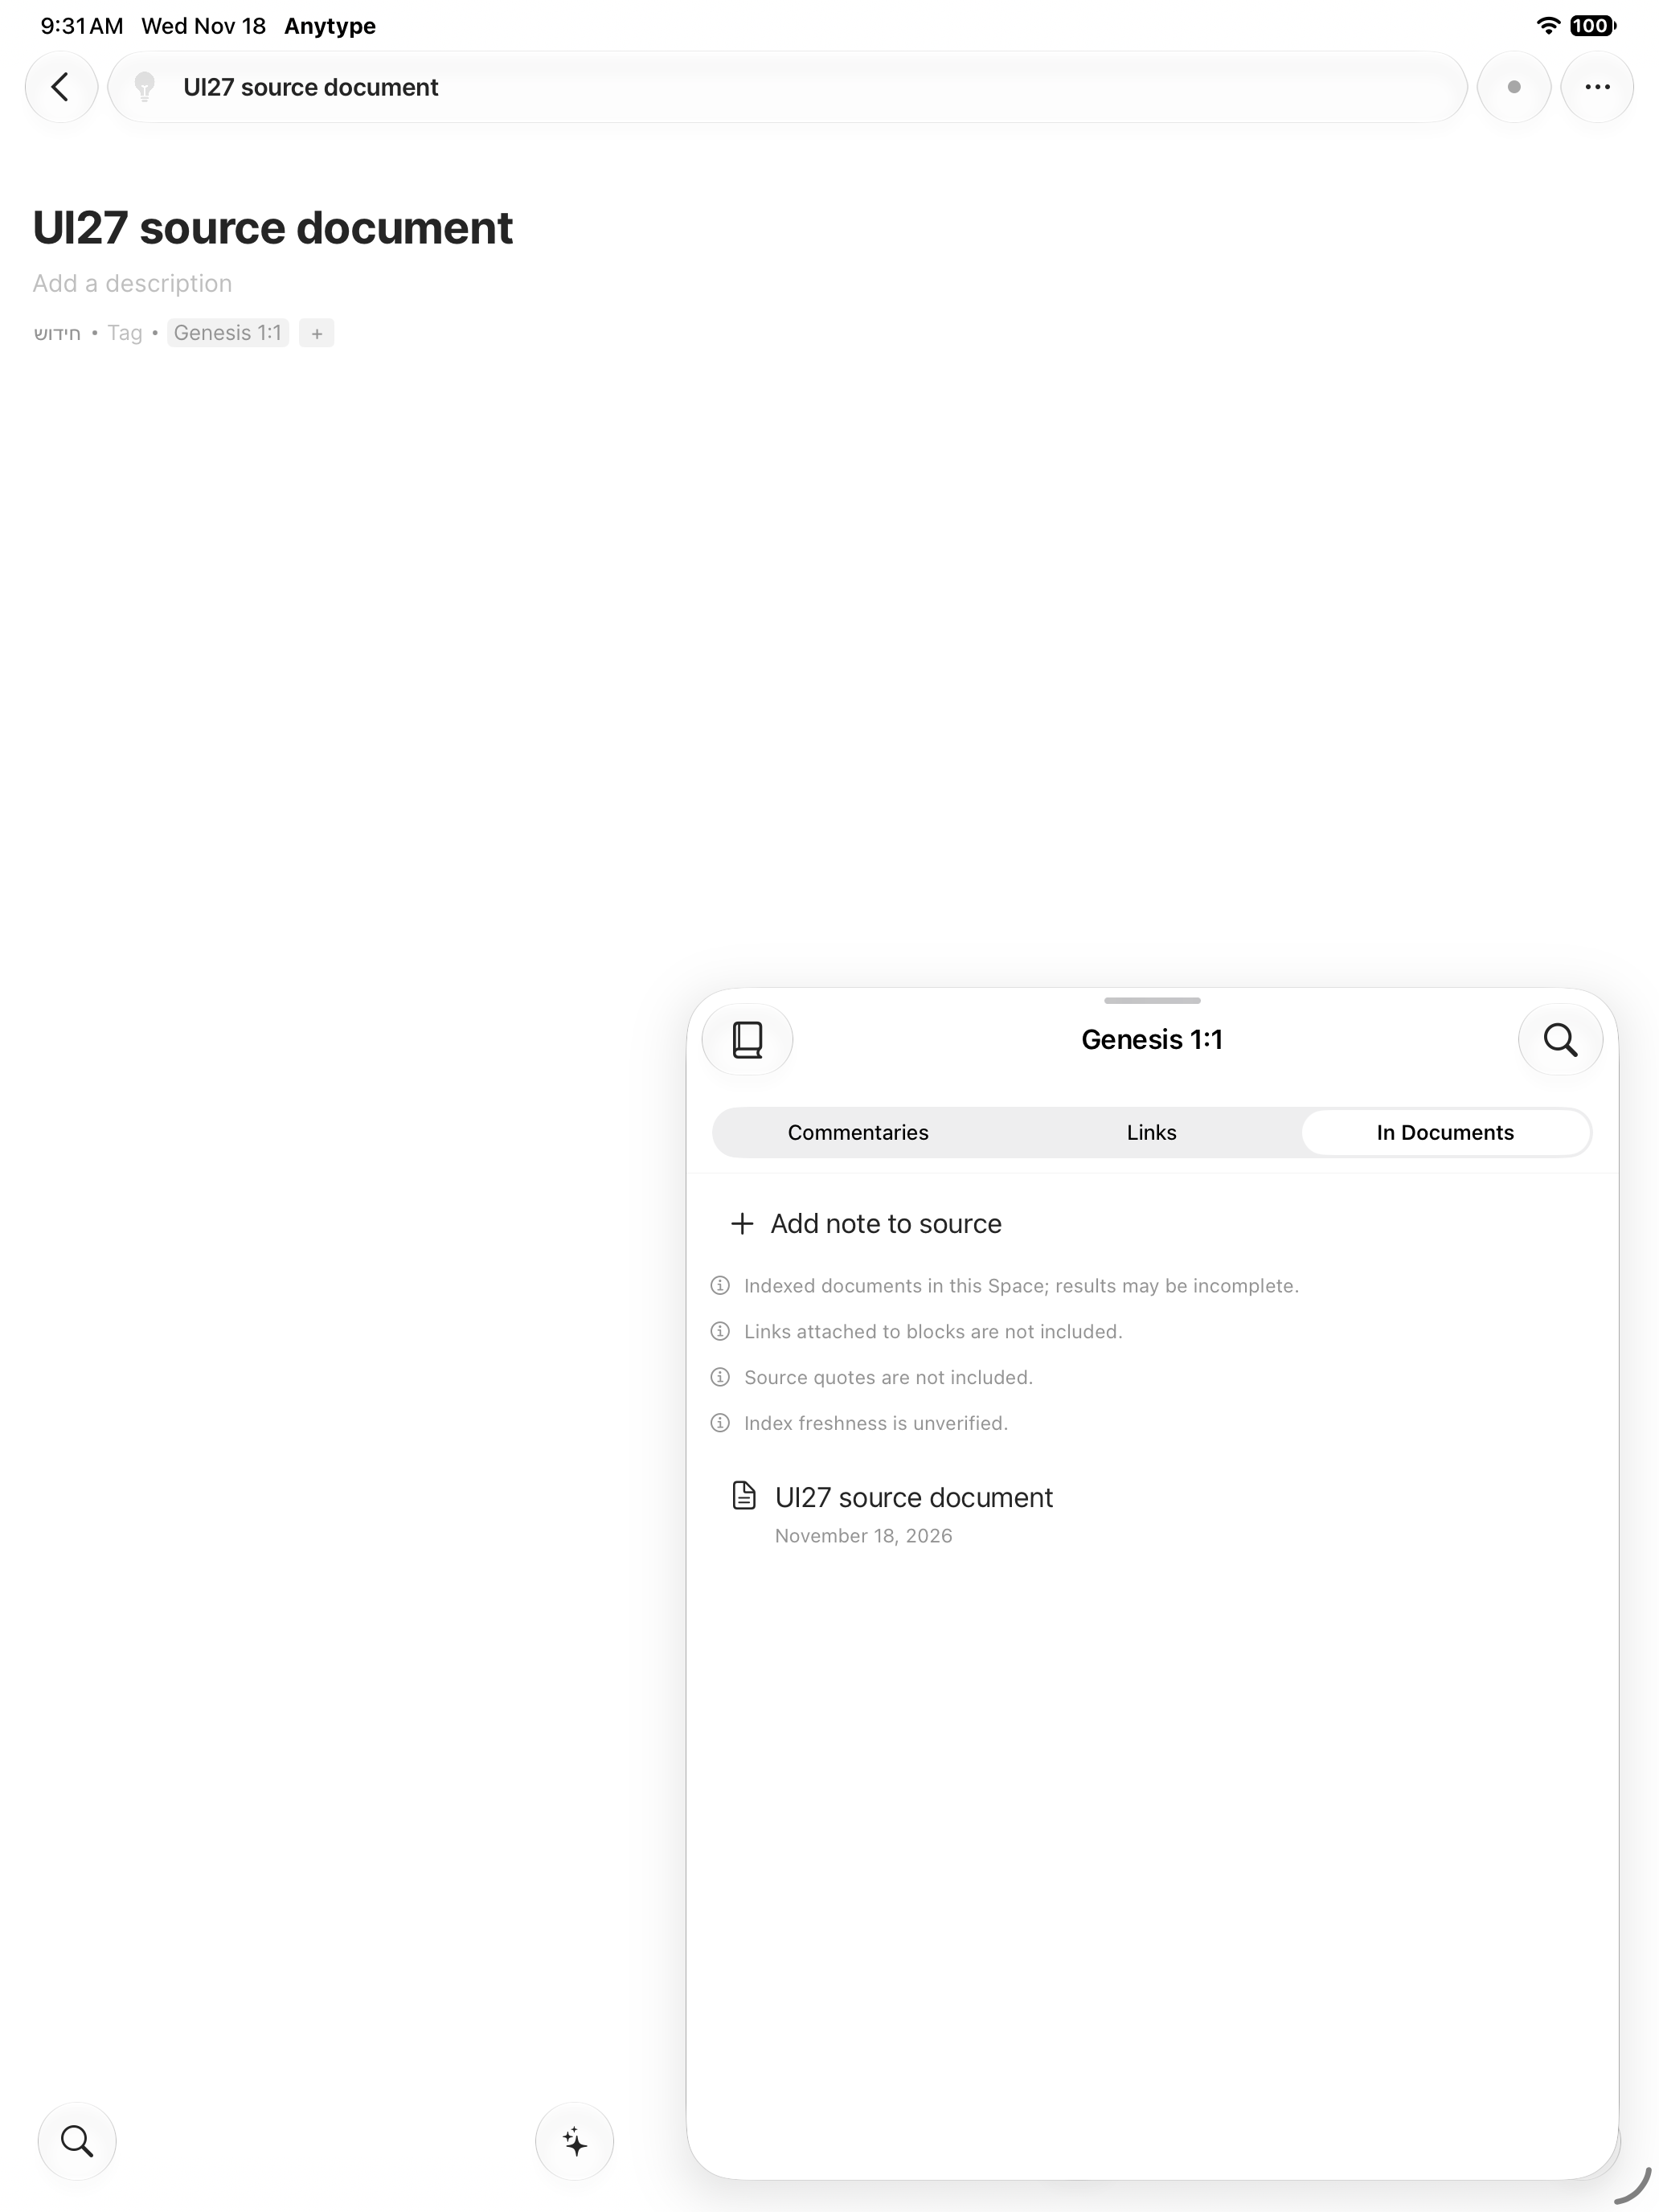 9:31 AM Wed Nov 18 Anytype 100
UI27 source document
UI27 source document
Add a description
חידוש • Tag • Genesis 1:1 +
Genesis 1:1
Commentaries Links In Documents
+ Add note to source
Indexed documents in this Space; results may be incomplete.
Links attached to blocks are not included.
Source quotes are not included.
Index freshness is unverified.
UI27 source document
November 18, 2026